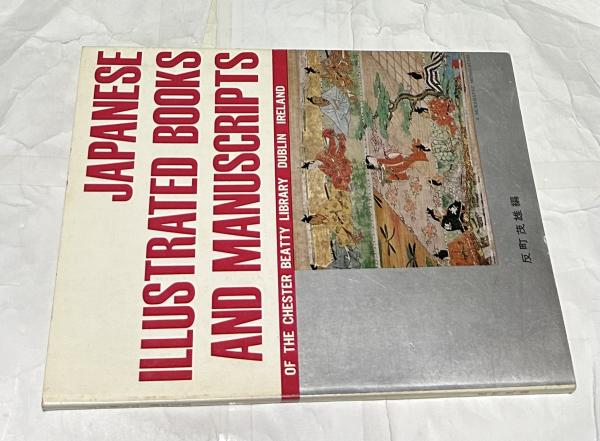 JAPANESE
ILLUSTRATED BOOKS
AND MANUSCRIPTS
OF THE CHESTER BEATTY LIBRARY DUBLIN IRELAND
反町茂雄編